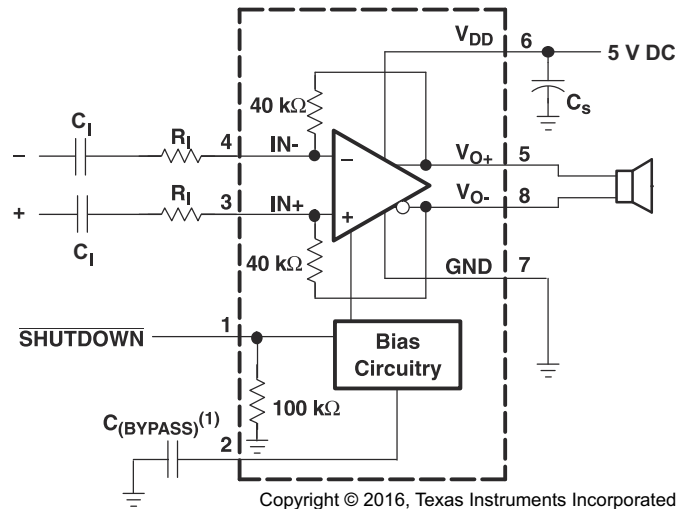 V_DD 6
5 V DC
40 kΩ
C_S
C_I
R_I
4
IN-
–
V_O+
5
–
R_I
3
IN+
+
V_O-
8
+
C_I
40 kΩ
GND
7
SHUTDOWN
1
Bias
Circuitry
100 kΩ
C_(BYPASS)^(1)
2
Copyright © 2016, Texas Instruments Incorporated